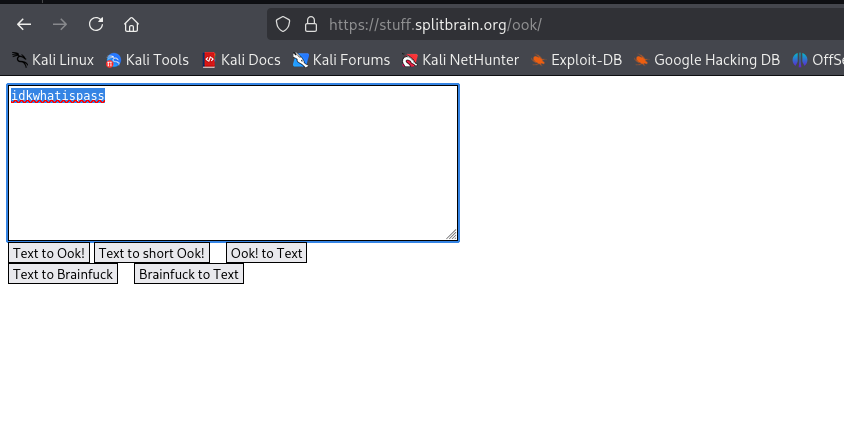 https://stuff.splitbrain.org/ook/
Kali Linux Kali Tools Kali Docs Kali Forums Kali NetHunter Exploit-DB Google Hacking DB OffSe
idkwhatispass
Text to Ook! Text to short Ook! Ook! to Text
Text to Brainfuck Brainfuck to Text